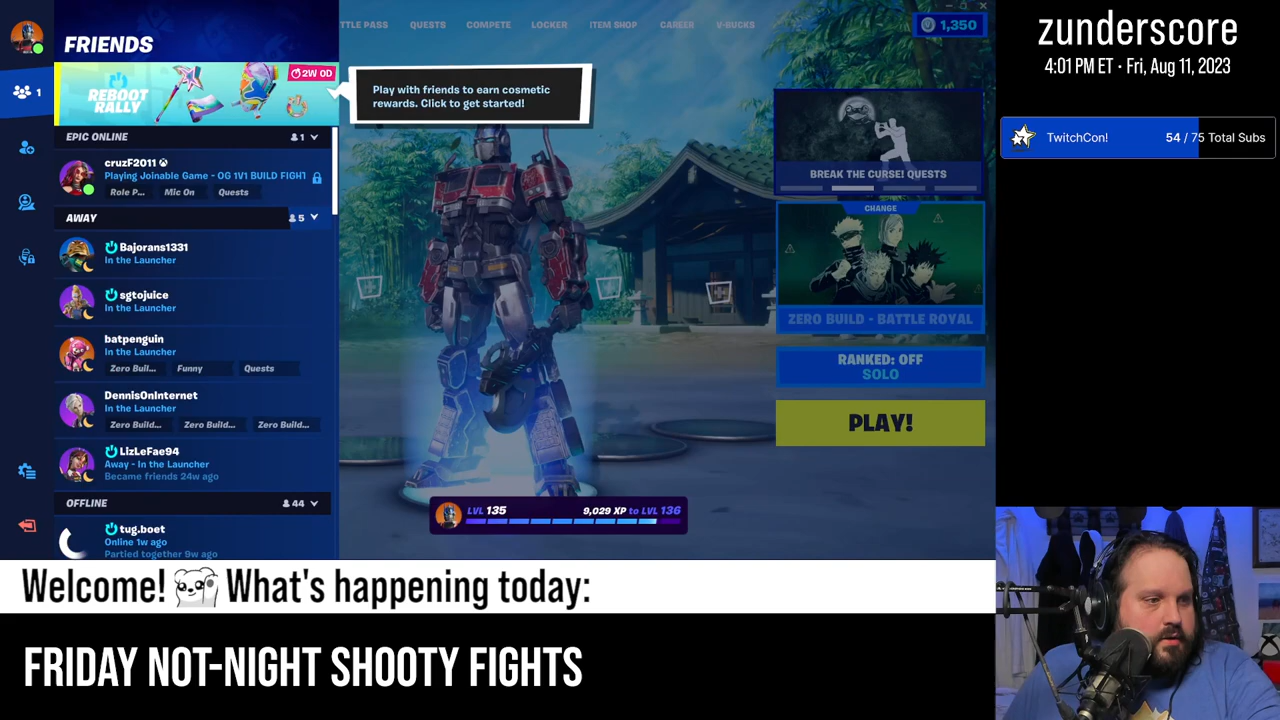 FRIENDS
REBOOT RALLY
2W 0D
Play with friends to earn cosmetic
rewards. Click to get started!
EPIC ONLINE
1
1
cruzF2011
Playing Joinable Game - OG 1V1 BUILD FIGHT
Role P... Mic On Quests
AWAY
5
Bajorans1331
In the Launcher
sgtojuice
In the Launcher
batpenguin
In the Launcher
Zero Buil... Funny Quests
DennisOnInternet
In the Launcher
Zero Build... Zero Build... Zero Build...
LizLeFae94
Away - In the Launcher
Became friends 24w ago
OFFLINE
44
tug.boet
Online 1w ago
Partied together 9w ago
TTLE PASS QUESTS COMPETE LOCKER ITEM SHOP CAREER V-BUCKS
1,350
BREAK THE CURSE! QUESTS
CHANGE
ZERO BUILD - BATTLE ROYAL
RANKED: OFF
SOLO
PLAY!
LVL 135 9,029 XP to LVL 136
zunderscore
4:01 PM ET · Fri, Aug 11, 2023
TwitchCon! 54 / 75 Total Subs
Welcome! What's happening today:
FRIDAY NOT-NIGHT SHOOTY FIGHTS